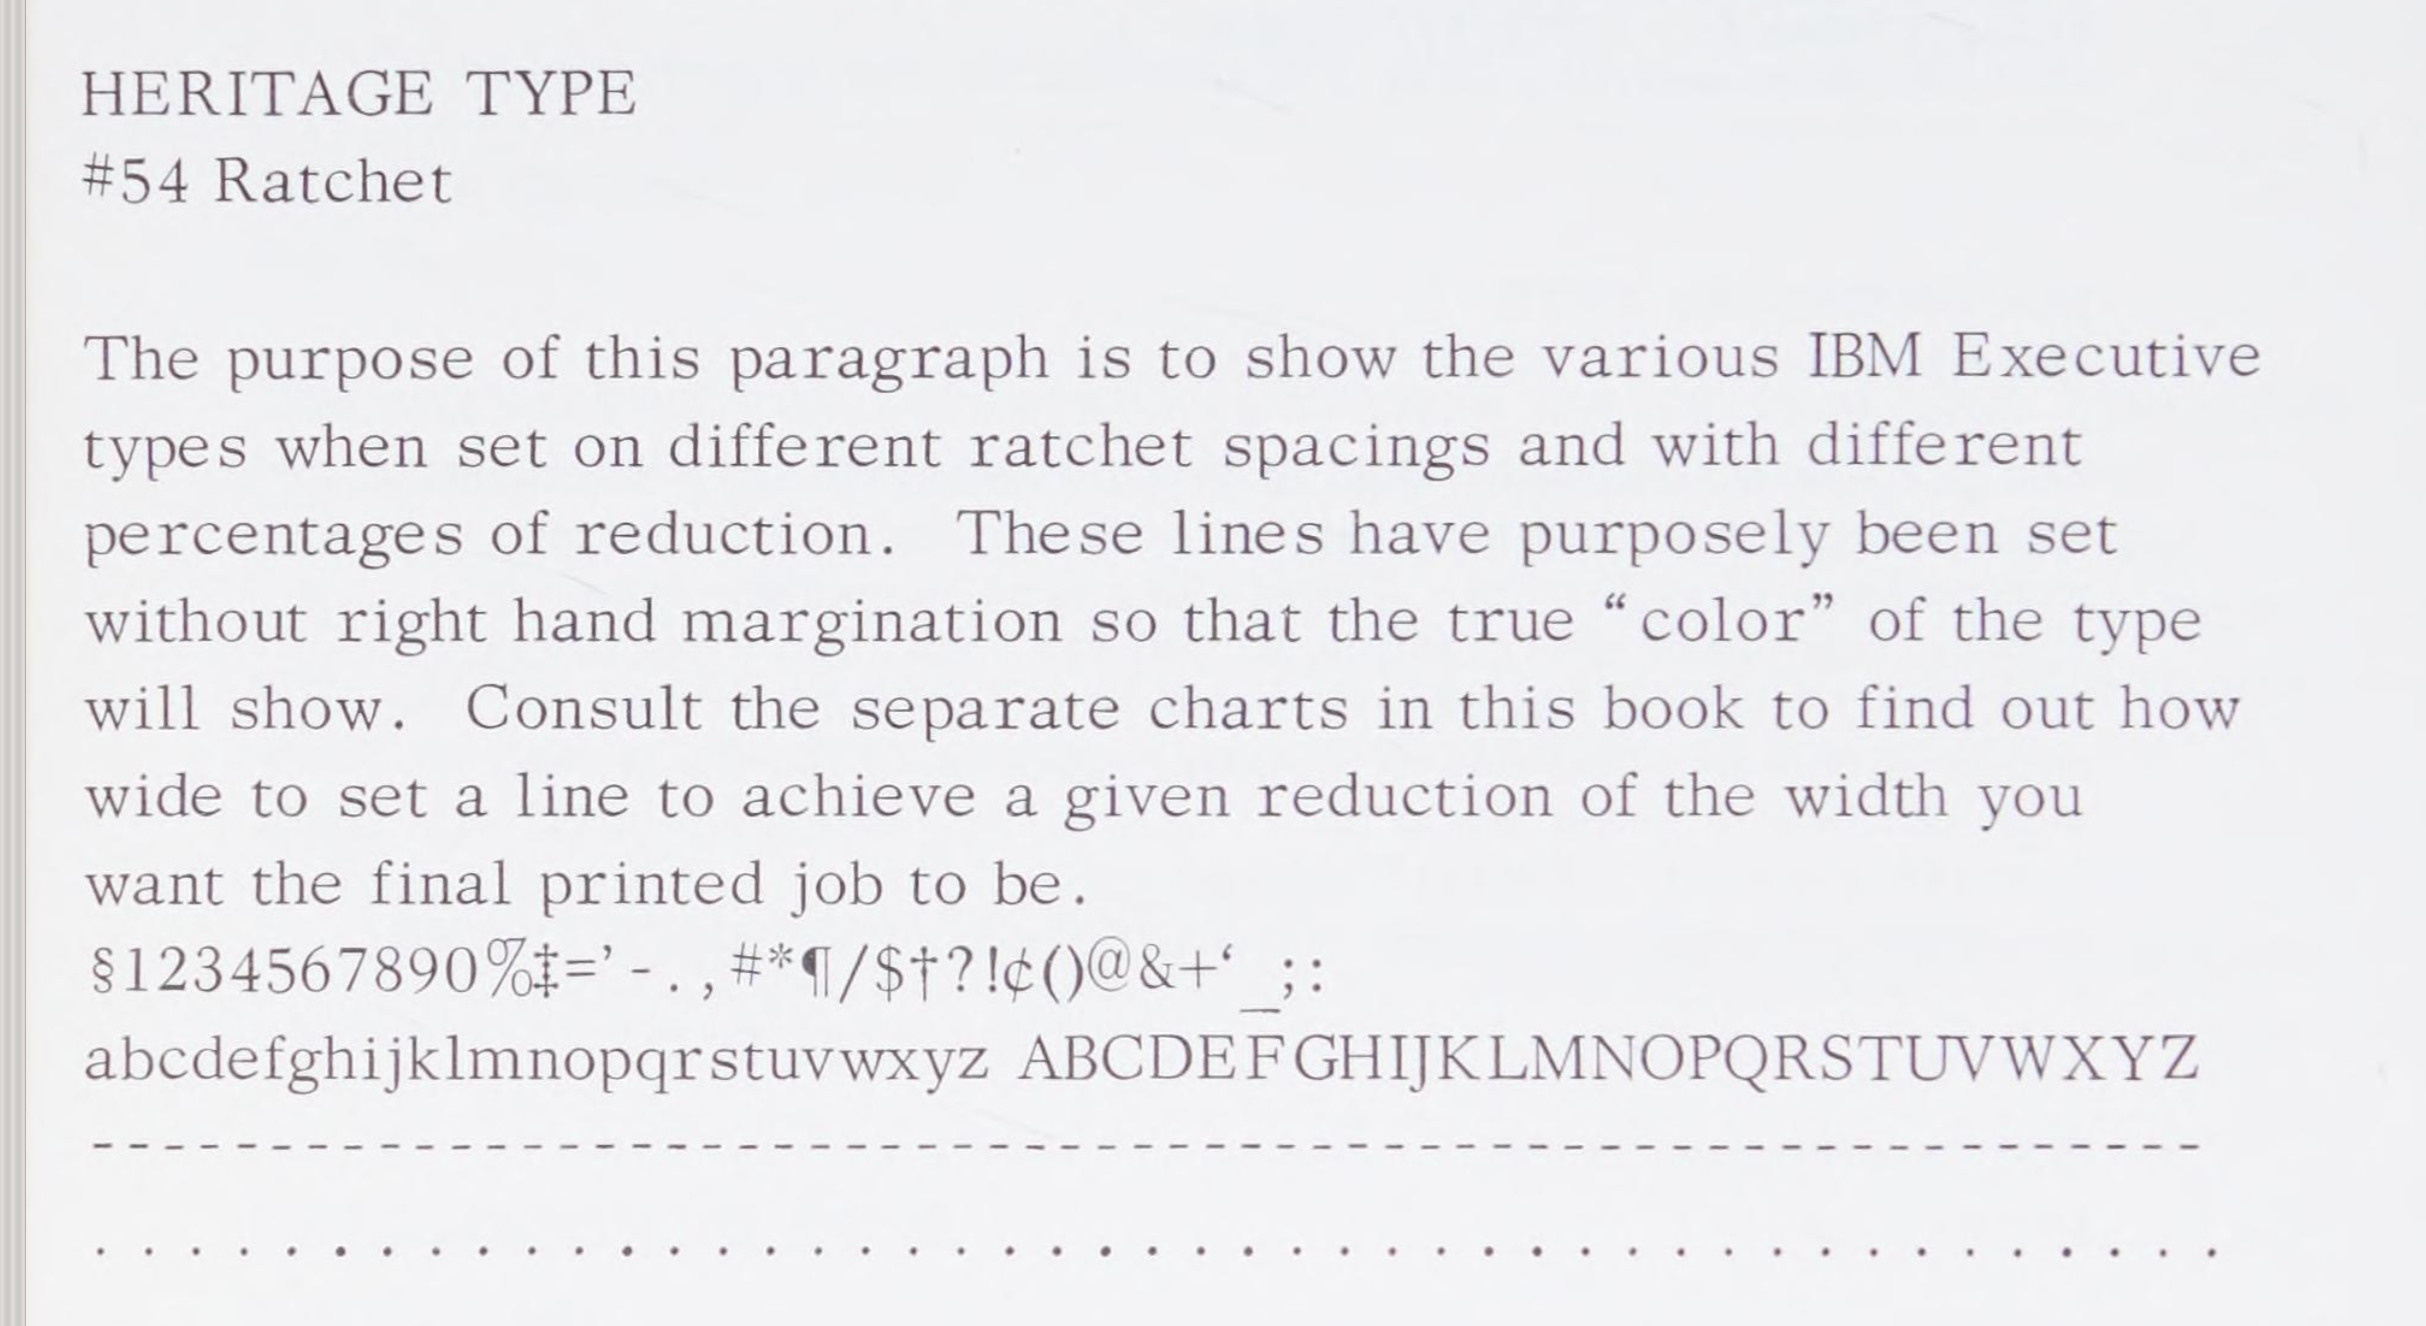 HERITAGE TYPE
#54 Ratchet
The purpose of this paragraph is to show the various IBM Executive
types when set on different ratchet spacings and with different
percentages of reduction.  These lines have purposely been set
without right hand margination so that the true “color” of the type
will show.  Consult the separate charts in this book to find out how
wide to set a line to achieve a given reduction of the width you
want the final printed job to be.
§1234567890%‡=’-.,#*¶/$†?!¢()@&+‘_;:
abcdefghijklmnopqrstuvwxyz ABCDEFGHIJKLMNOPQRSTUVWXYZ
- - - - - - - - - - - - - - - - - - - - - - - - - - - - - - - - - - - - - - - - - - - - - - - - - - - - - - - - - - -
. . . . . . . . . . . . . . . . . . . . . . . . . . . . . . . . . . . . . . . . . . . . .